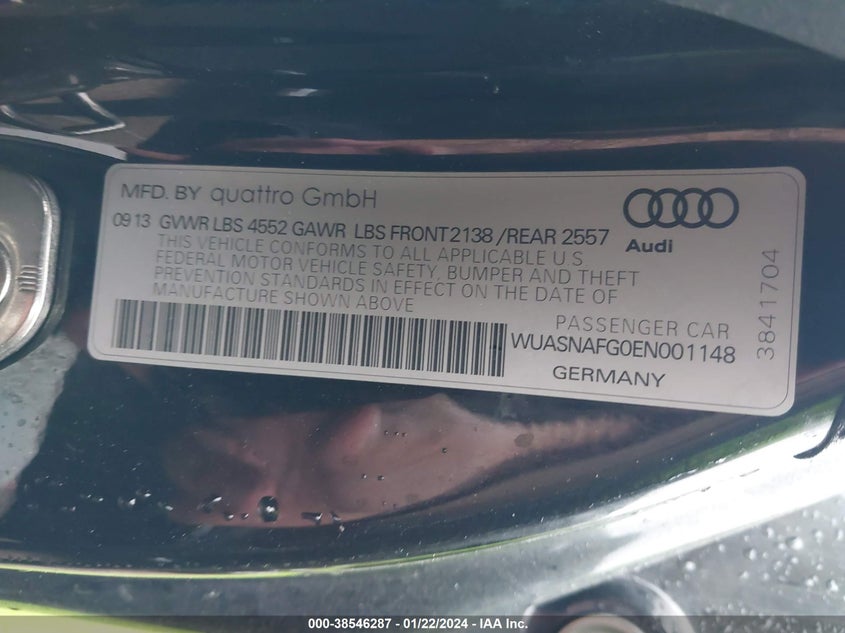 MFD. BY quattro GmbH
09 13 GVWR LBS 4552 GAWR LBS FRONT 2138 /REAR 2557
THIS VEHICLE CONFORMS TO ALL APPLICABLE U S
FEDERAL MOTOR VEHICLE SAFETY, BUMPER AND THEFT
PREVENTION STANDARDS IN EFFECT ON THE DATE OF
MANUFACTURE SHOWN ABOVE
Audi
PASSENGER CAR
WUASNAFG0EN001148
GERMANY
3841704
000-38546287 - 01/22/2024 - IAA Inc.